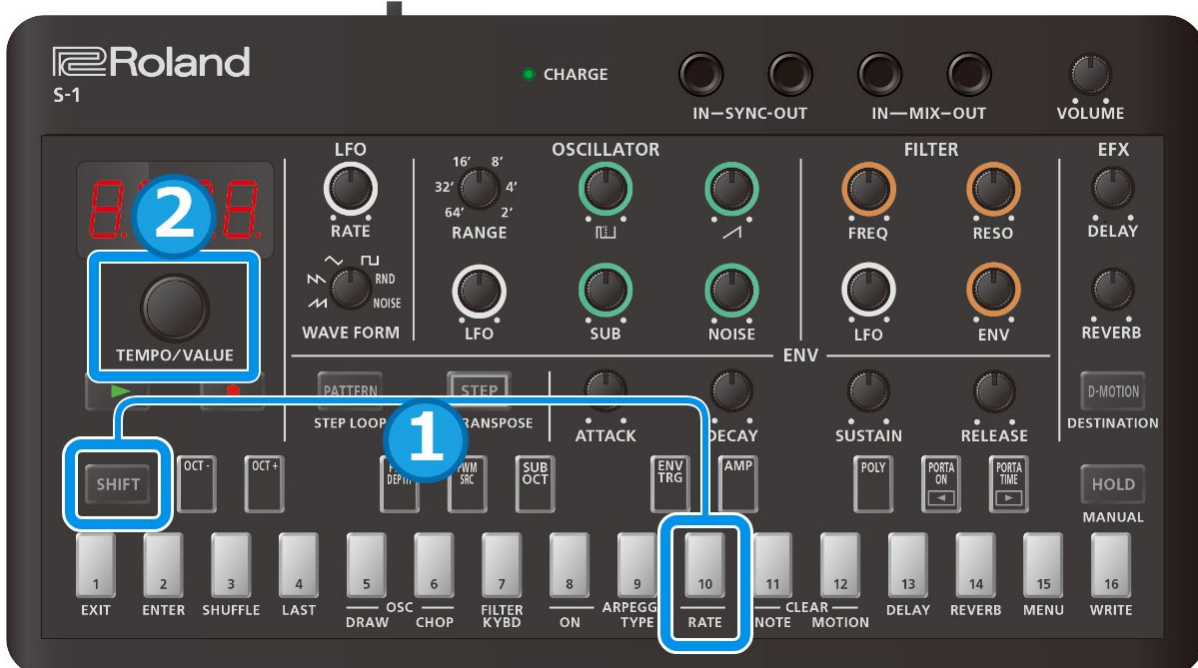 Roland
S-1
CHARGE
IN—SYNC-OUT
IN—MIX—OUT
VOLUME
LFO
OSCILLATOR
FILTER
EFX
2
RATE
16' 8'
32' 4'
64' 2'
RANGE
FREQ
RESO
DELAY
RND
NOISE
WAVE FORM
LFO
SUB
NOISE
LFO
ENV
REVERB
TEMPO/VALUE
ENV
PATTERN
STEP
D-MOTION
STEP LOOP
1
ATTACK
SUSTAIN
RELEASE
DESTINATION
SHIFT
OCT -
OCT +
DEPTH
SRC
SUB OCT
ENV TRG
AMP
POLY
PORTA ON
PORTA TIME
HOLD
MANUAL
1 2 3 4 5 6 7 8 9 10 11 12 13 14 15 16
EXIT ENTER SHUFFLE LAST OSC FILTER ARPEGG CLEAR DELAY REVERB MENU WRITE
DRAW CHOP KYBD ON TYPE RATE NOTE MOTION